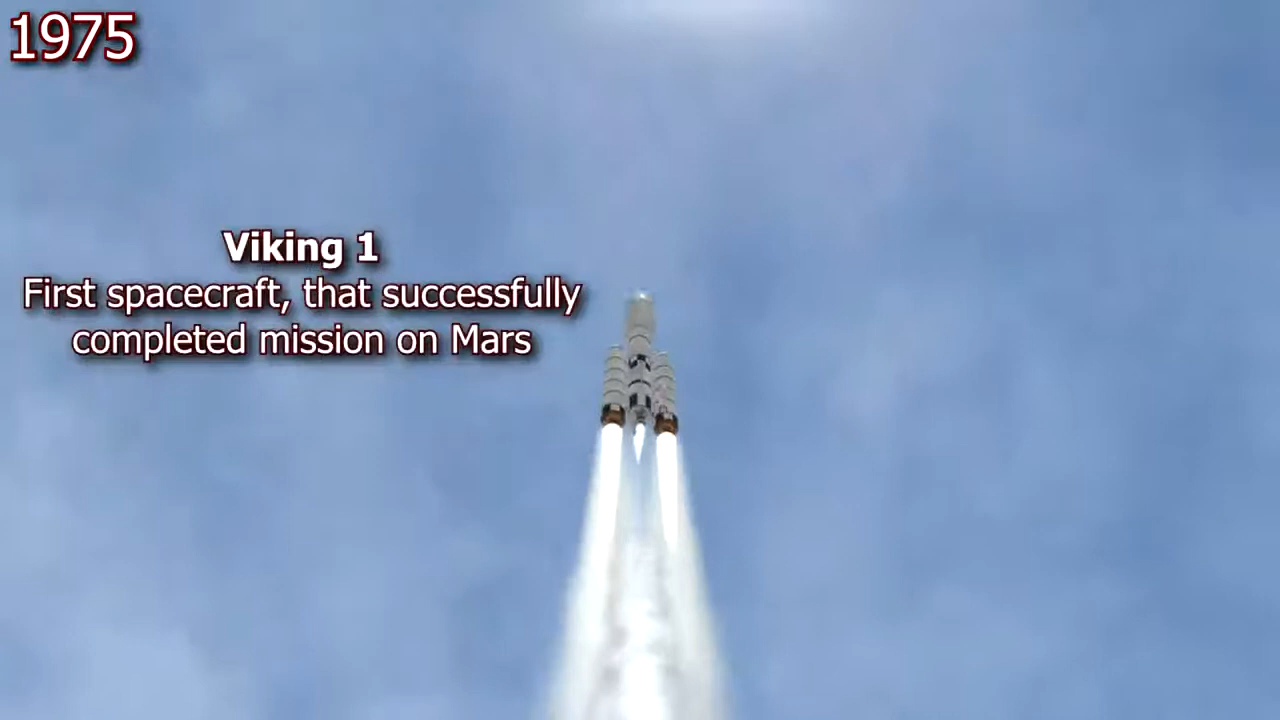 1975
Viking 1
First spacecraft, that successfully
completed mission on Mars